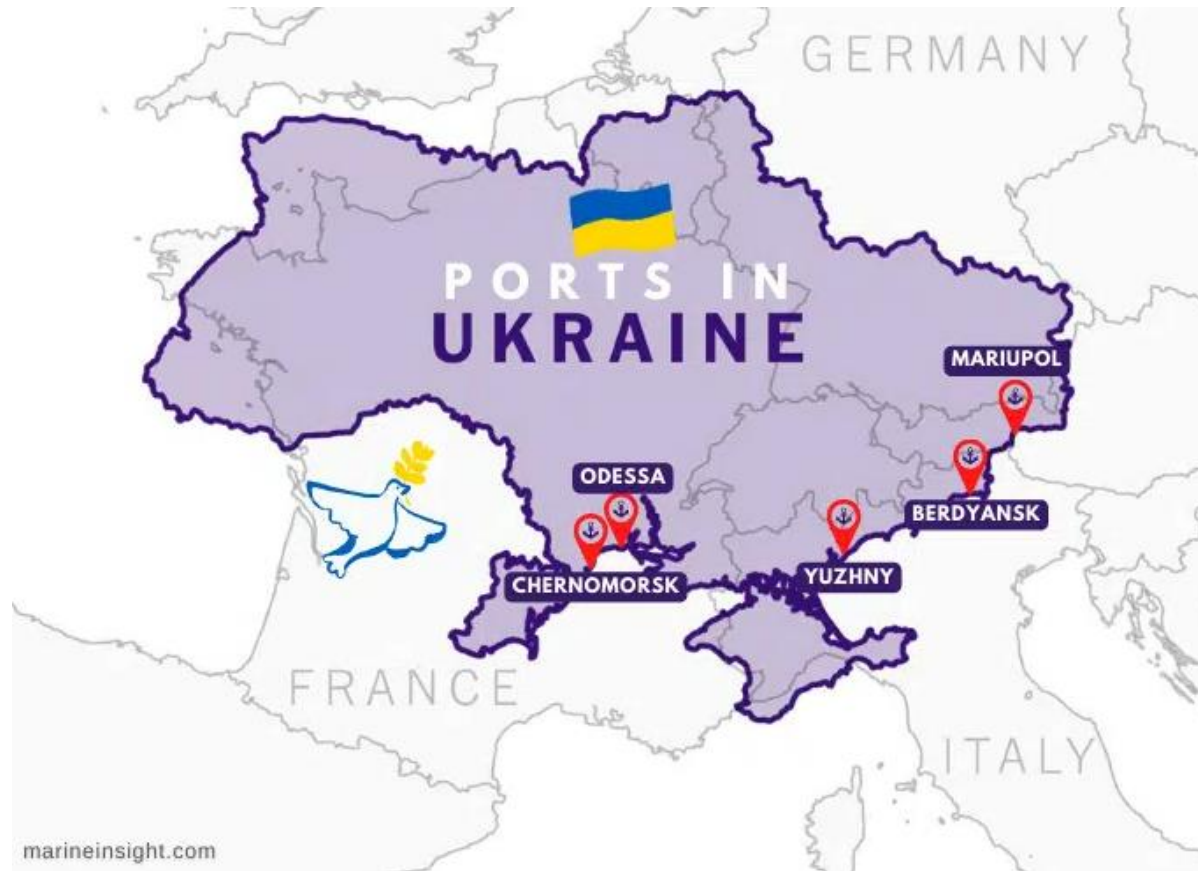 GERMANY
PORTS IN
UKRAINE
MARIUPOL
ODESSA
BERDYANSK
CHERNOMORSK
YUZHNY
FRANCE
ITALY
marineinsight.com